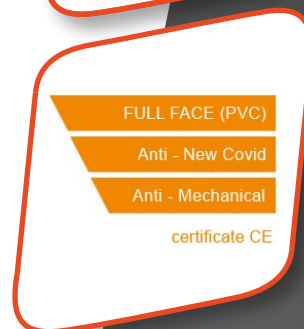 FULL FACE (PVC)
Anti - New Covid
Anti - Mechanical
certificate CE